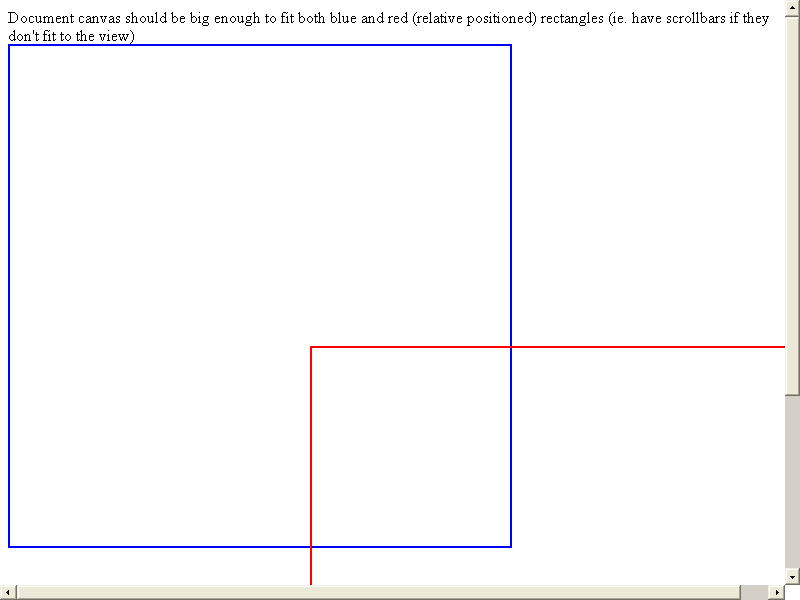 Document canvas should be big enough to fit both blue and red (relative positioned) rectangles (ie. have scrollbars if they
don't fit to the view)